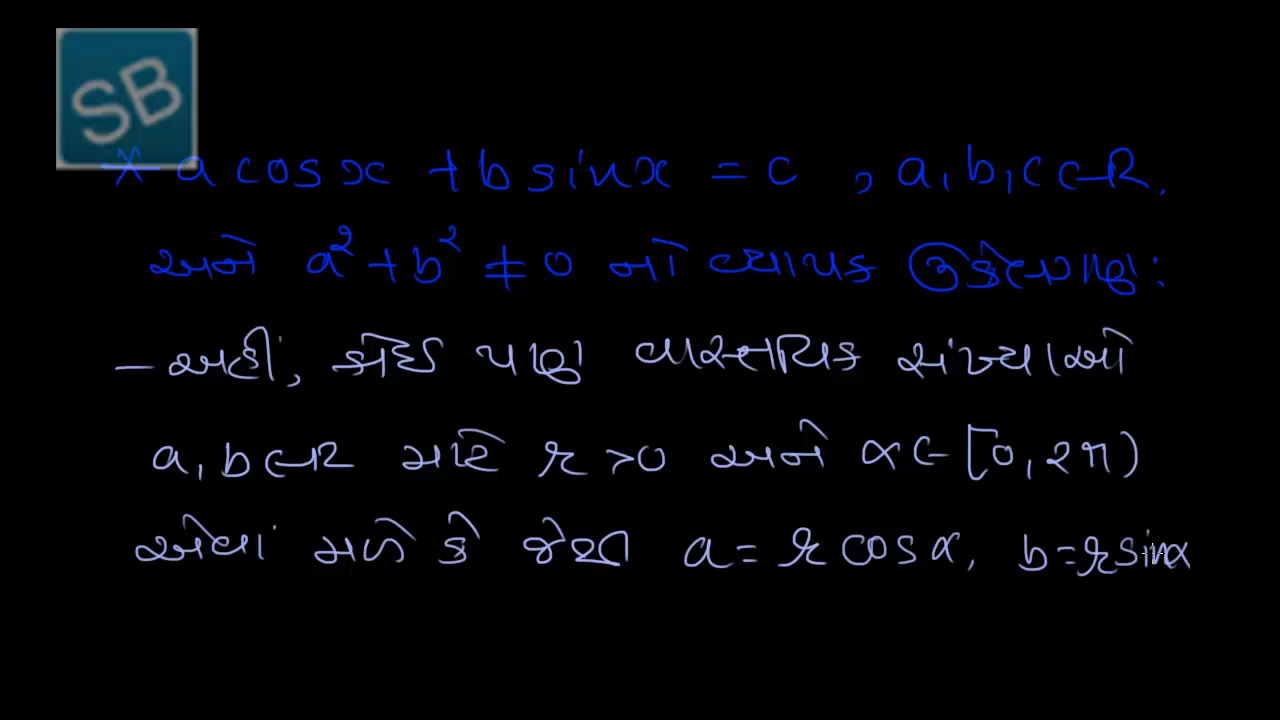 SB
* a cos x + b sin x = c , a, b, c ∈ R.
અને a² + b² ≠ 0 નો વ્યાપક ઉકેલ પણ :
- અહીં, કોઈ પણ વાસ્તવિક સંખ્યાઓ
a, b ∈ R માટે r > 0 અને α ∈ [0, 2π)
એવાં મળે કે જેથી a = r cos α, b = r sin α